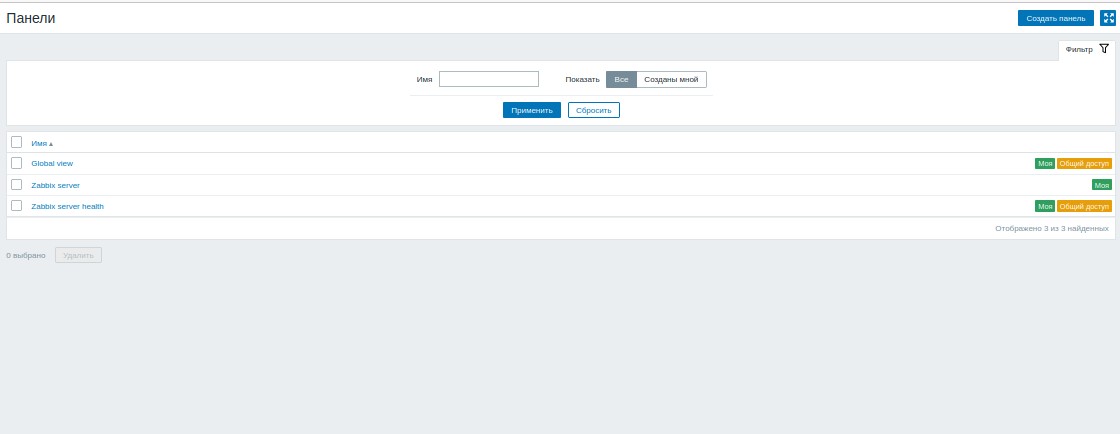 Панели
Создать панель
Фильтр
Имя
Показать Все Созданы мной
Применить Сбросить
Имя ▲
Global view Моя Общий доступ
Zabbix server Моя
Zabbix server health Моя Общий доступ
Отображено 3 из 3 найденных
0 выбрано Удалить